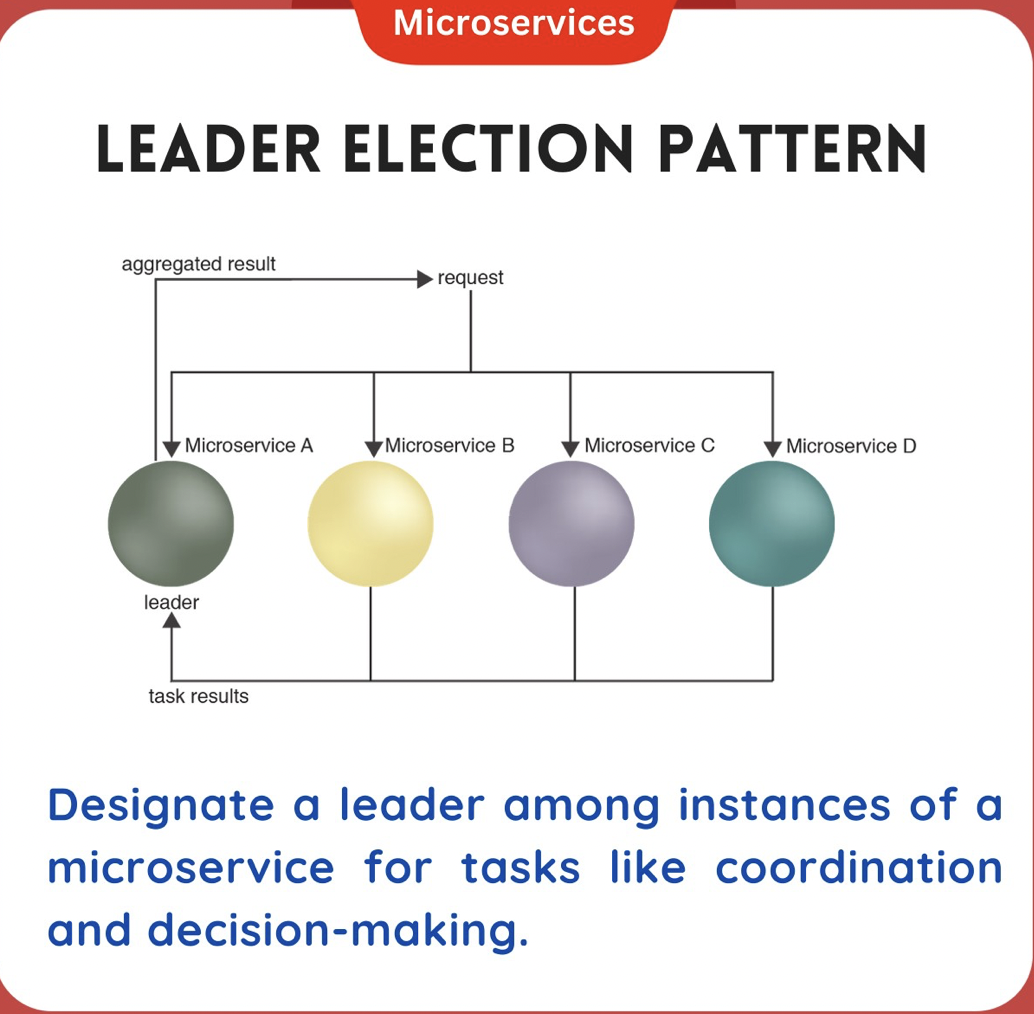 Microservices
LEADER ELECTION PATTERN
aggregated result
request
Microservice A
Microservice B
Microservice C
Microservice D
leader
task results
Designate a leader among instances of a
microservice for tasks like coordination
and decision-making.